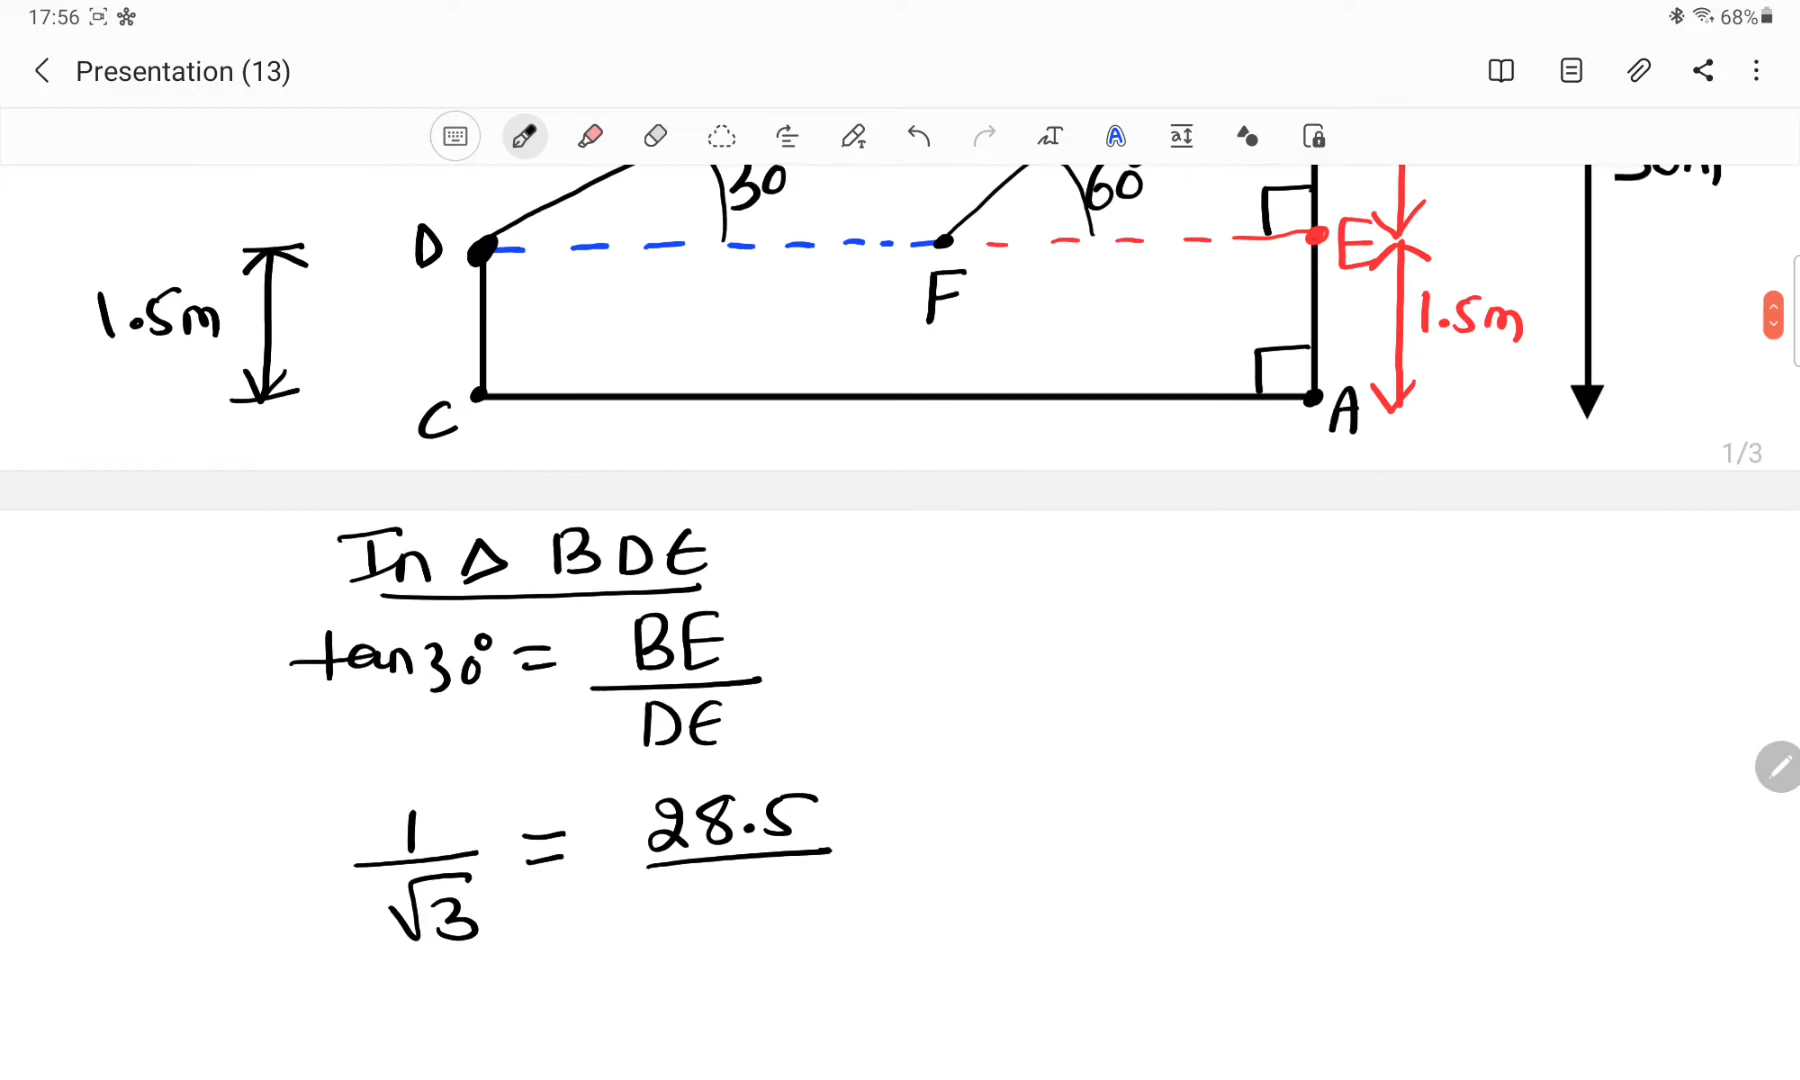 17:56 68%
Presentation (13)
30 60°
D F E
1.5m 1.5m
C A
1/3
In Δ BDE
tan30° = BE
DE
1 = 28.5
√3